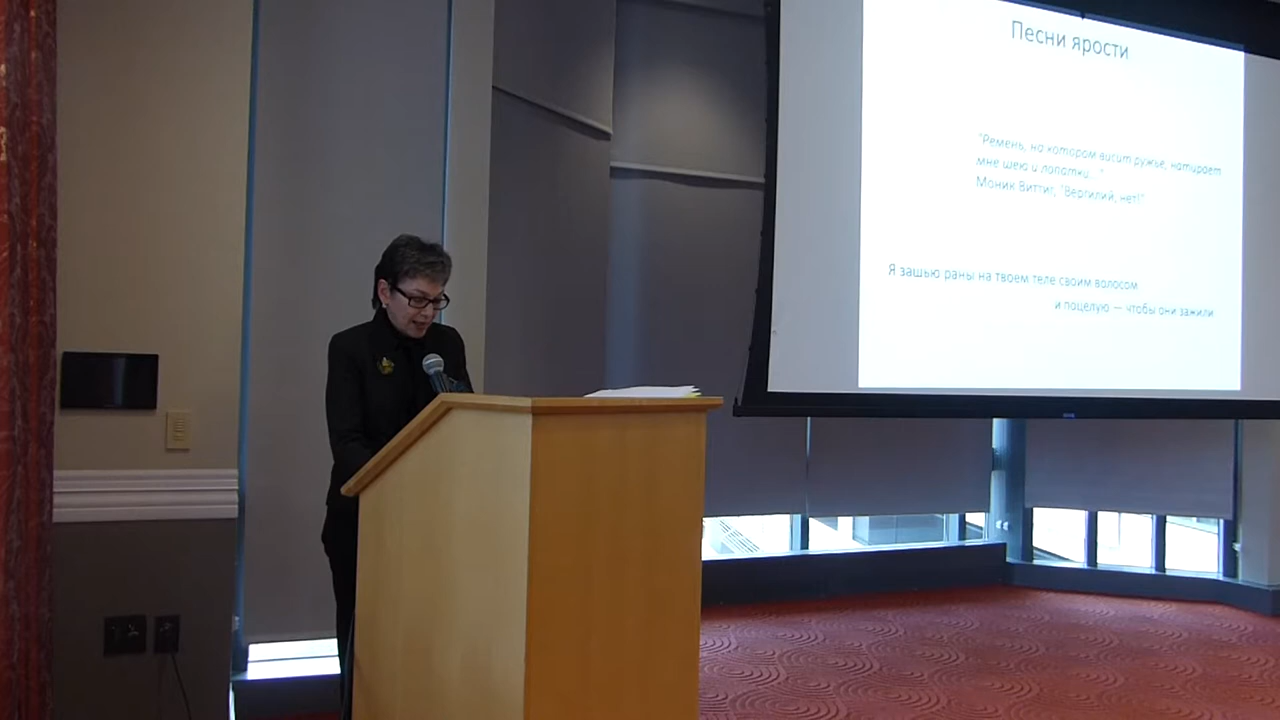 Песни ярости
"Ремень, на котором висит ружье, натирает
мне шею и лопатки..."
Моник Виттиг, "Вергилий, нет!"
Я зашью раны на твоем теле своим волосом
и поцелую — чтобы они зажили